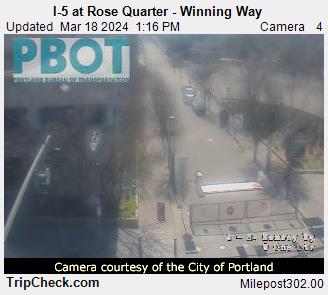 I-5 at Rose Quarter - Winning Way
Updated Mar 18 2024 1:16 PM Camera 4
PBOT
PORTLAND BUREAU OF TRANSPORTATION
Camera courtesy of the City of Portland
TripCheck.com Milepost302.00